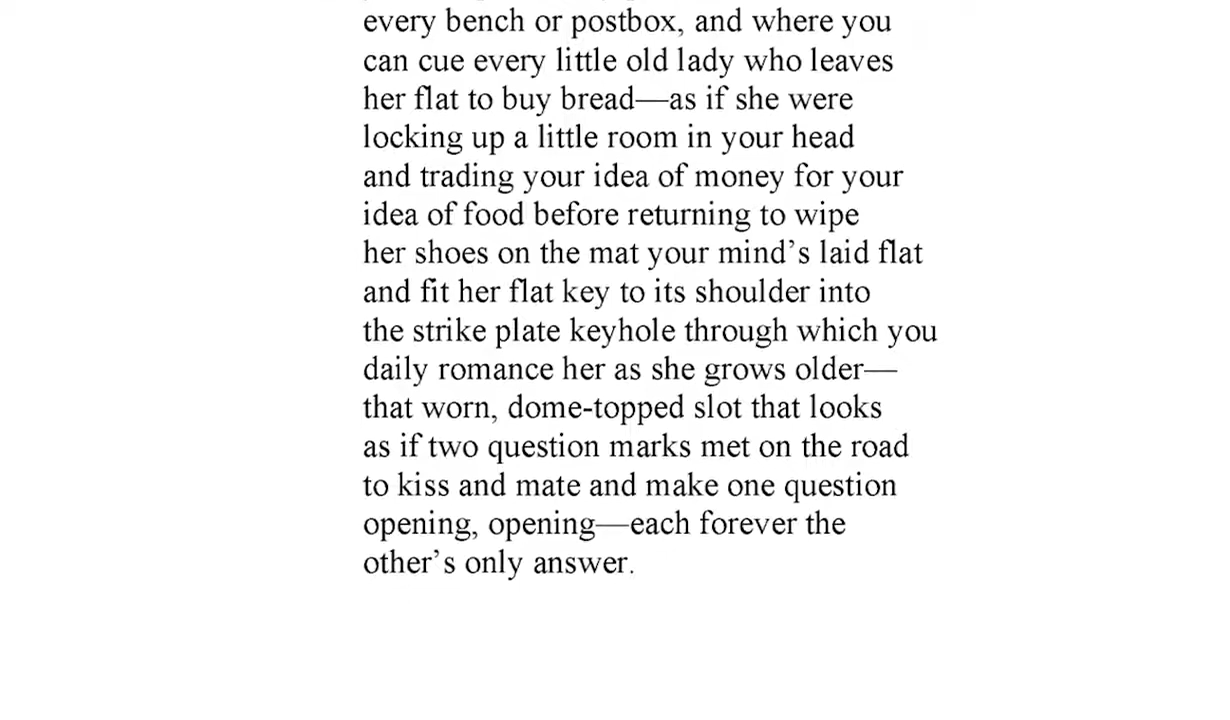 every bench or postbox, and where you
can cue every little old lady who leaves
her flat to buy bread—as if she were
locking up a little room in your head
and trading your idea of money for your
idea of food before returning to wipe
her shoes on the mat your mind’s laid flat
and fit her flat key to its shoulder into
the strike plate keyhole through which you
daily romance her as she grows older—
that worn, dome-topped slot that looks
as if two question marks met on the road
to kiss and mate and make one question
opening, opening—each forever the
other’s only answer.